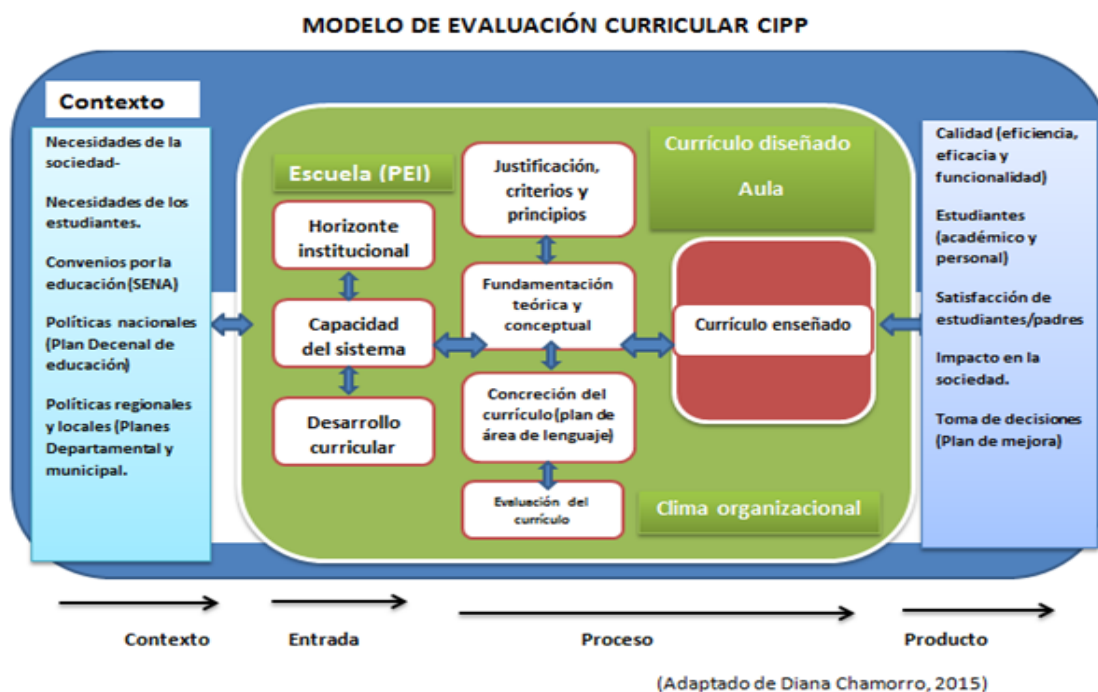 MODELO DE EVALUACIÓN CURRICULAR CIPP
Contexto
Necesidades de la
sociedad-
Necesidades de los
estudiantes.
Convenios por la
educación (SENA)
Políticas nacionales
(Plan Decenal de
educación)
Políticas regionales
y locales (Planes
Departamental y
municipal.
Escuela (PEI)
Horizonte
institucional
Capacidad
del sistema
Desarrollo
curricular
Justificación,
criterios y
principios
Fundamentación
teórica y
conceptual
Concreción del
currículo (plan de
área de lenguaje)
Evaluación del
currículo
Currículo diseñado
Aula
Currículo enseñado
Clima organizacional
Calidad (eficiencia,
eficacia y
funcionalidad)
Estudiantes
(académico y
personal)
Satisfacción de
estudiantes/padres
Impacto en la
sociedad.
Toma de decisiones
(Plan de mejora)
Contexto
Entrada
Proceso
Producto
(Adaptado de Diana Chamorro, 2015)